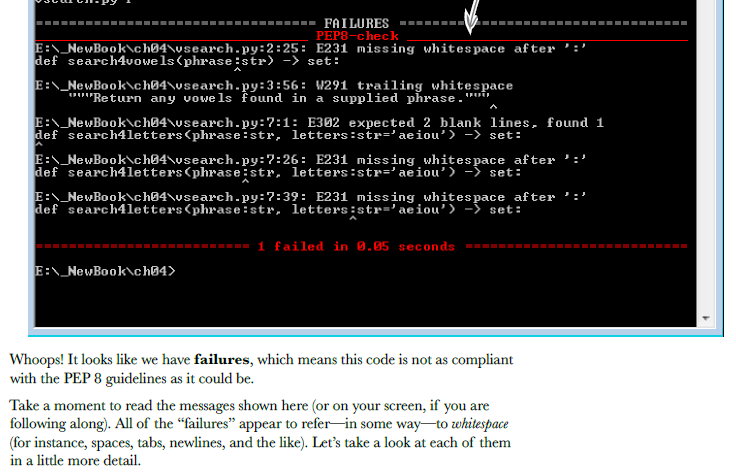 vsearch.py F
FAILURES
PEP8-check
E:\_NewBook\ch04\vsearch.py:2:25: E231 missing whitespace after ':'
def search4vowels(phrase:str) -> set:
^
E:\_NewBook\ch04\vsearch.py:3:56: W291 trailing whitespace
"""Return any vowels found in a supplied phrase."""
^
E:\_NewBook\ch04\vsearch.py:7:1: E302 expected 2 blank lines, found 1
def search4letters(phrase:str, letters:str='aeiou') -> set:
^
E:\_NewBook\ch04\vsearch.py:7:26: E231 missing whitespace after ':'
def search4letters(phrase:str, letters:str='aeiou') -> set:
^
E:\_NewBook\ch04\vsearch.py:7:39: E231 missing whitespace after ':'
def search4letters(phrase:str, letters:str='aeiou') -> set:
^
1 failed in 0.05 seconds
E:\_NewBook\ch04>
Whoops! It looks like we have failures, which means this code is not as compliant
with the PEP 8 guidelines as it could be.
Take a moment to read the messages shown here (or on your screen, if you are
following along). All of the “failures” appear to refer—in some way—to whitespace
(for instance, spaces, tabs, newlines, and the like). Let’s take a look at each of them
in a little more detail.